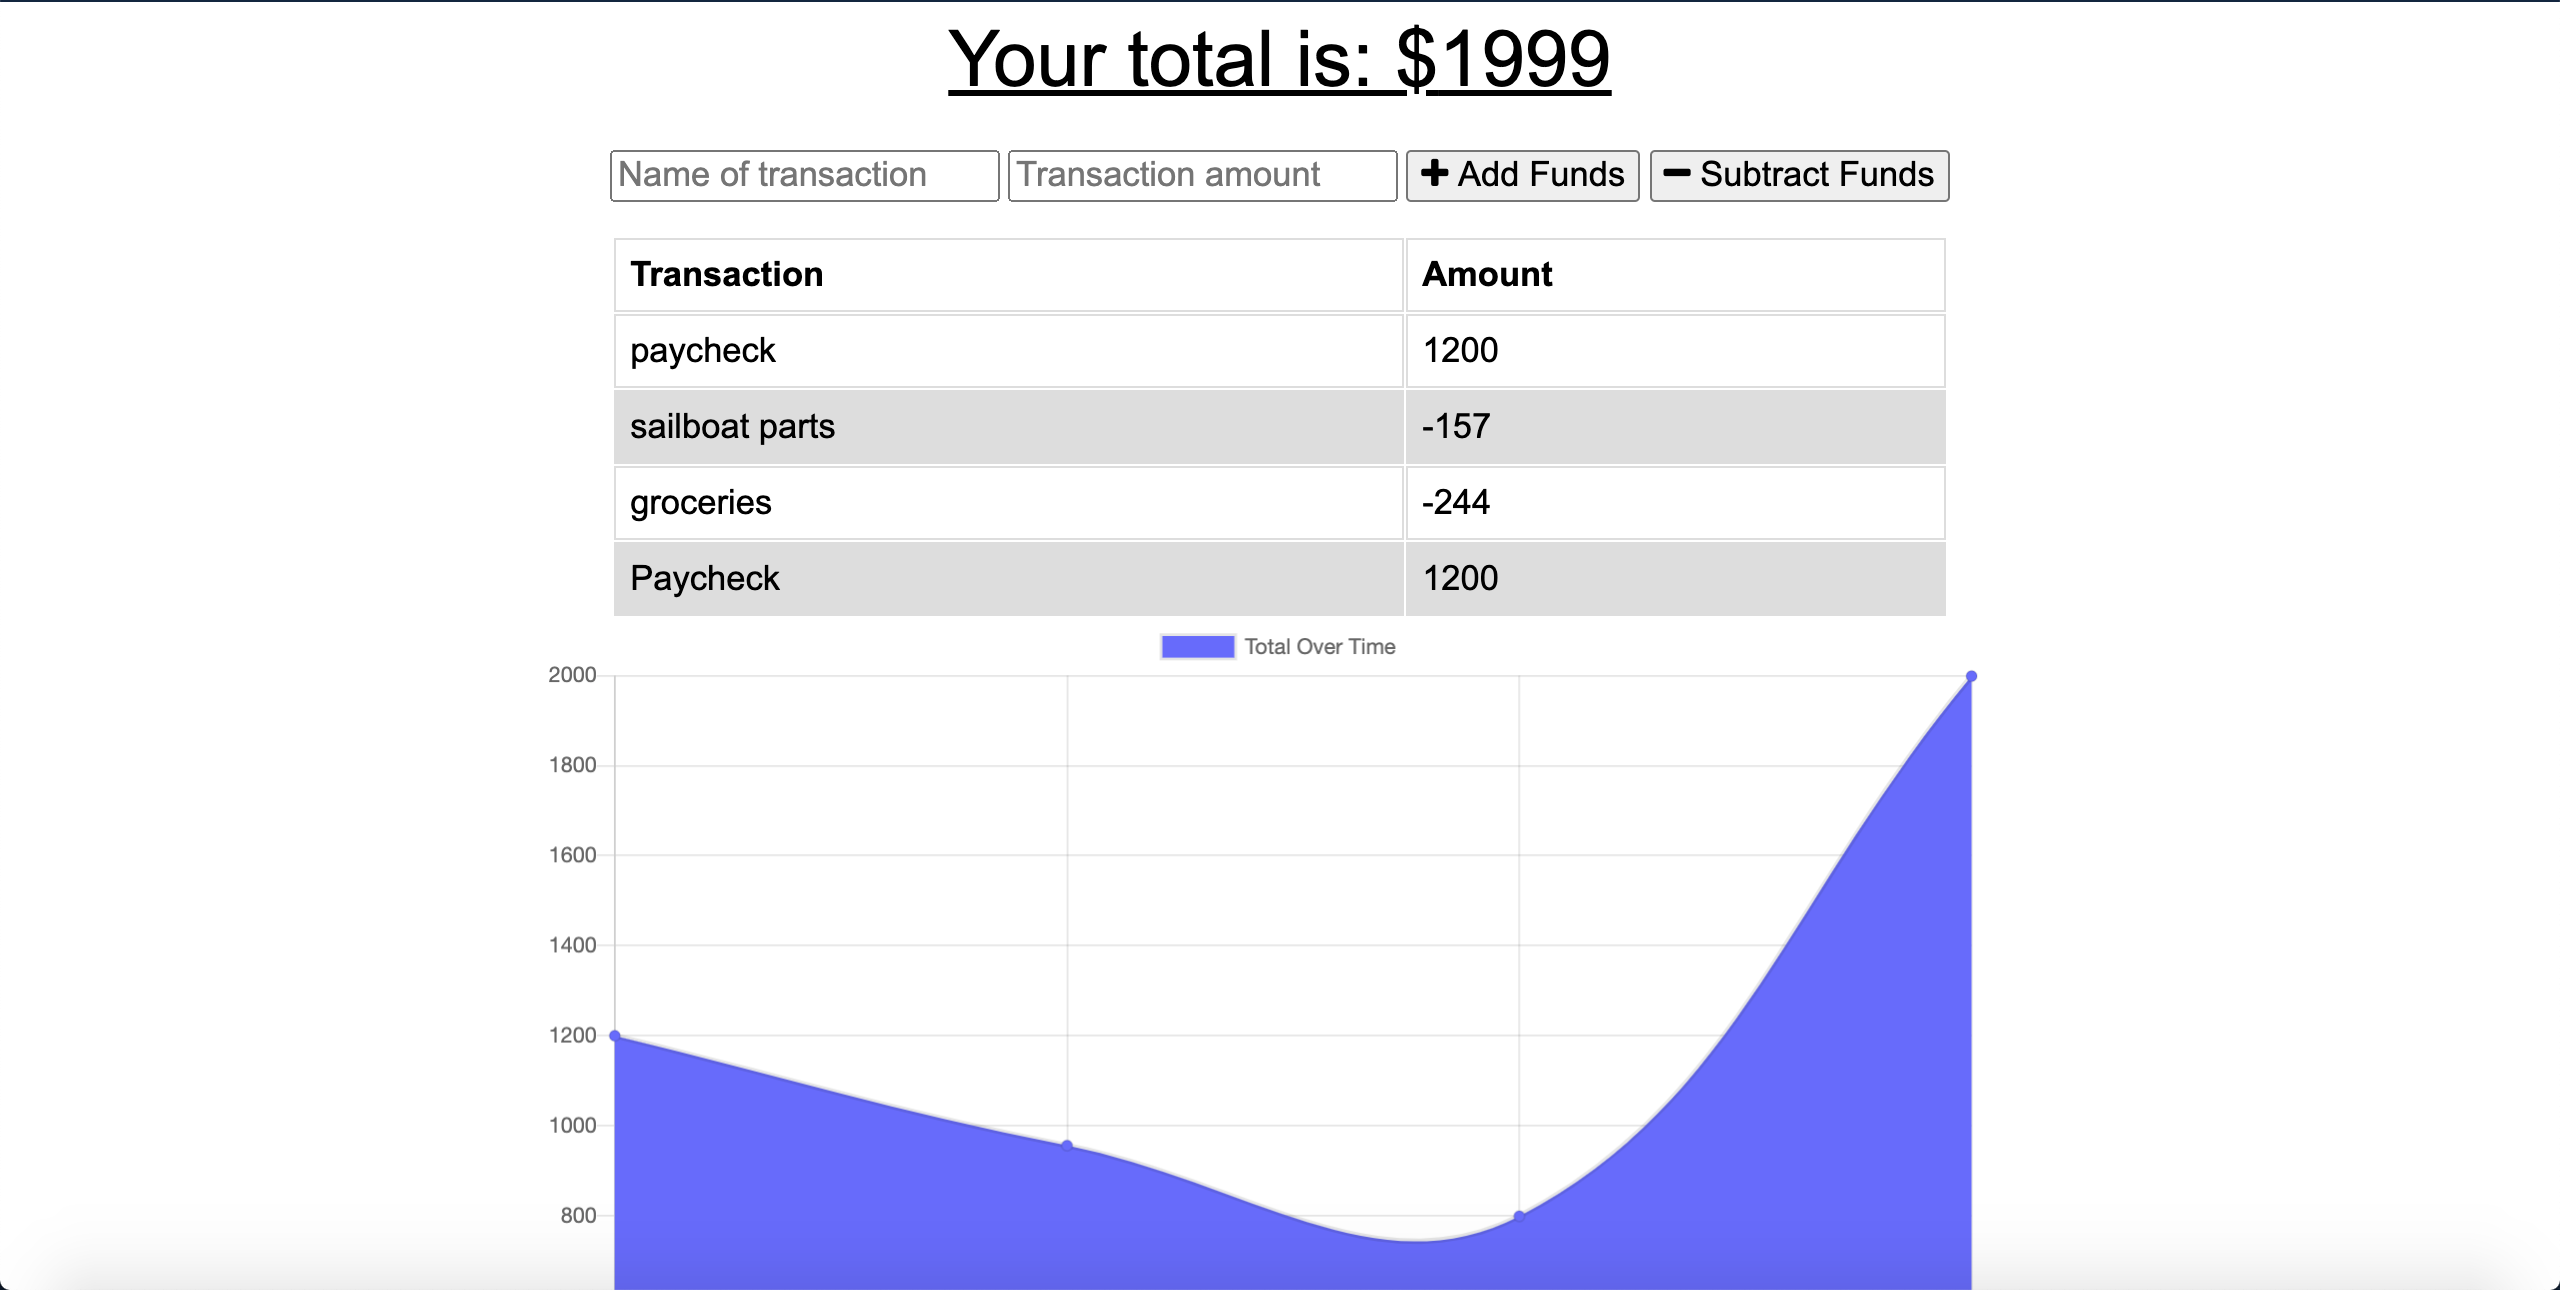 Your total is: $1999
Name of transaction Transaction amount Add Funds Subtract Funds
Transaction Amount
paycheck 1200
sailboat parts -157
groceries -244
Paycheck 1200
Total Over Time
2000
1800
1600
1400
1200
1000
800